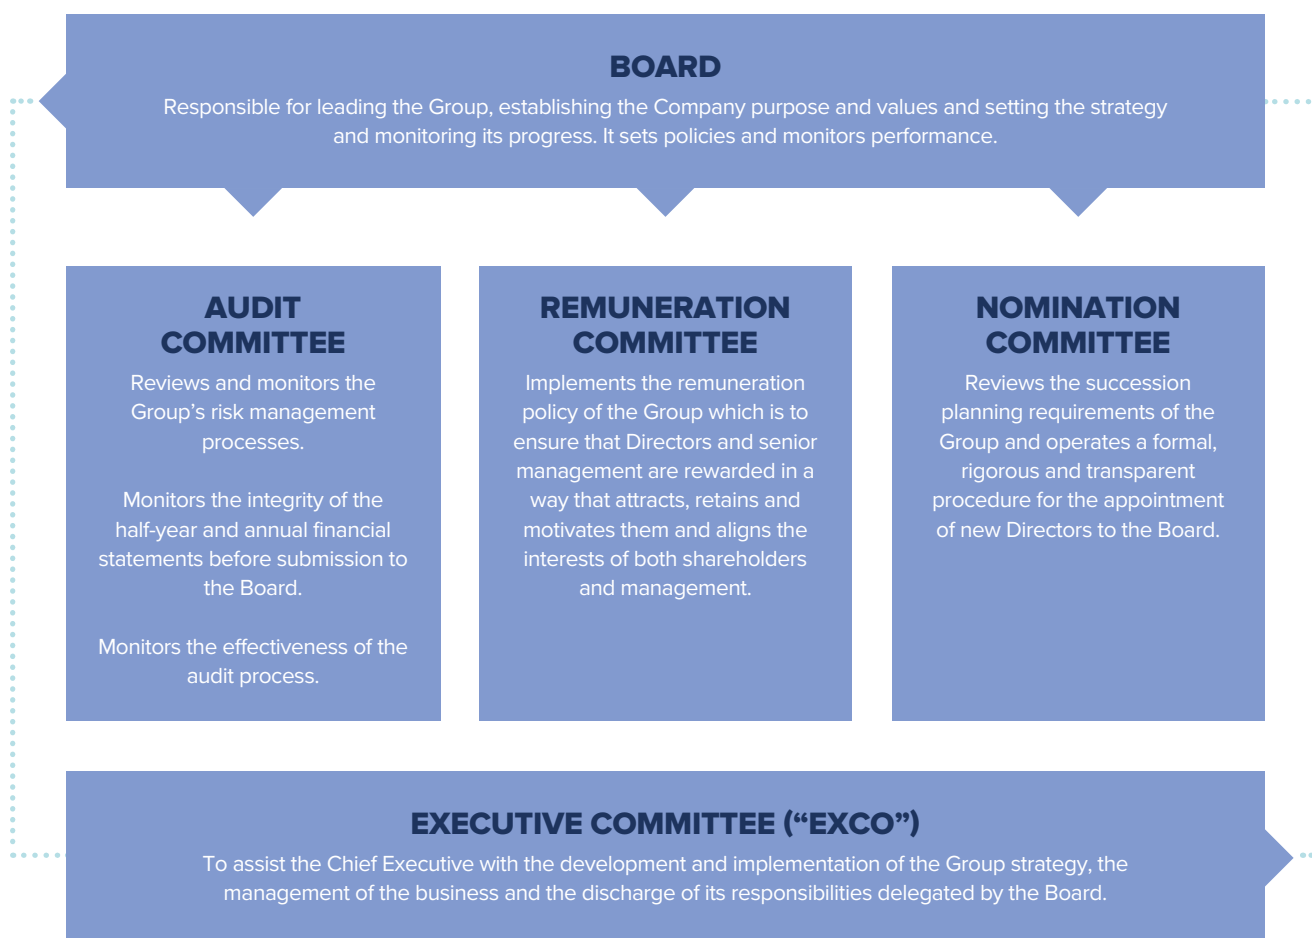 BOARD
Responsible for leading the Group, establishing the Company purpose and values and setting the strategy
and monitoring its progress. It sets policies and monitors performance.
AUDIT
COMMITTEE
Reviews and monitors the
Group’s risk management
processes.
Monitors the integrity of the
half-year and annual financial
statements before submission to
the Board.
Monitors the effectiveness of the
audit process.
REMUNERATION
COMMITTEE
Implements the remuneration
policy of the Group which is to
ensure that Directors and senior
management are rewarded in a
way that attracts, retains and
motivates them and aligns the
interests of both shareholders
and management.
NOMINATION
COMMITTEE
Reviews the succession
planning requirements of the
Group and operates a formal,
rigorous and transparent
procedure for the appointment
of new Directors to the Board.
EXECUTIVE COMMITTEE (“EXCO”)
To assist the Chief Executive with the development and implementation of the Group strategy, the
management of the business and the discharge of its responsibilities delegated by the Board.